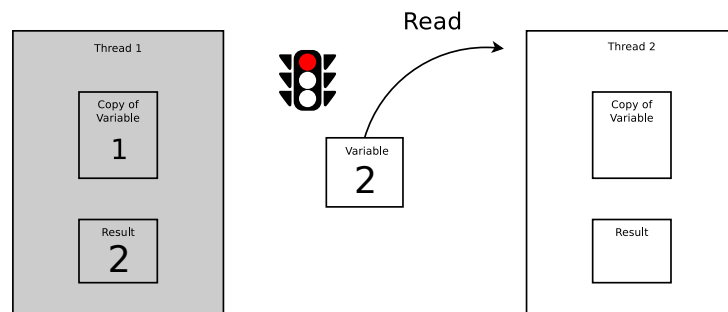 Read
Thread 1
Copy of
Variable
1
Result
2
Variable
2
Thread 2
Copy of
Variable
Result